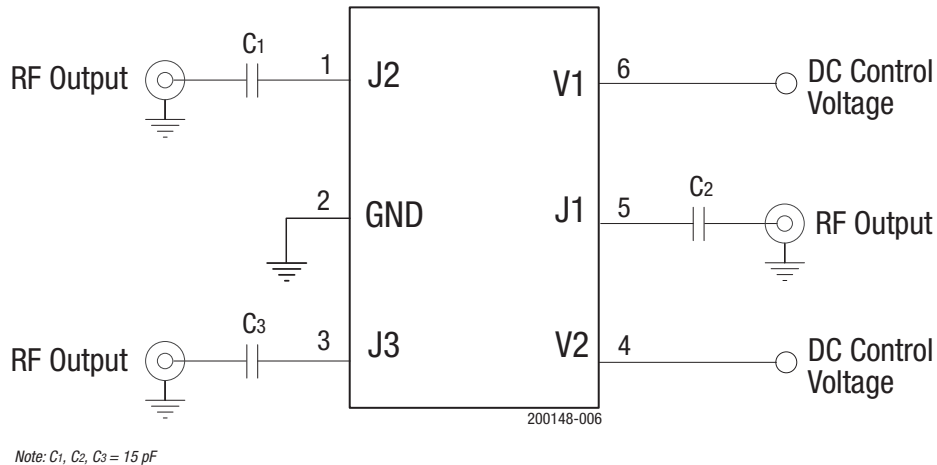 C1
1
RF Output
J2
V1
6
DC Control
Voltage
2
GND
J1
5
C2
RF Output
C3
3
RF Output
J3
V2
4
DC Control
Voltage
200148-006
Note: C1, C2, C3 = 15 pF